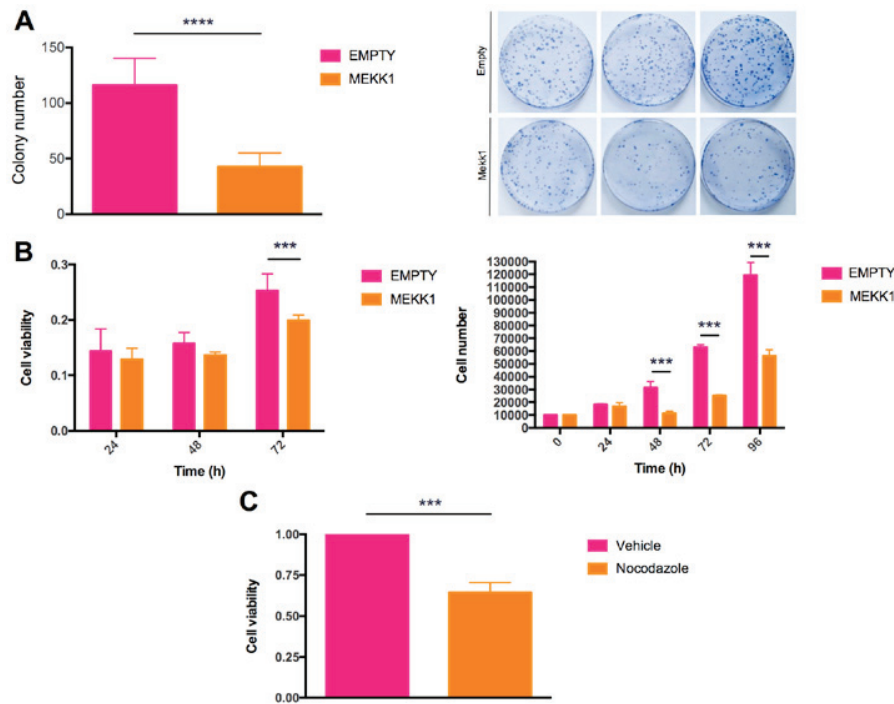 A
****
Colony number
150
100
50
0
EMPTY
MEKK1
Empty
Mekk1
B
Cell viability
0.3
0.2
0.1
0.0
***
24
48
72
Time (h)
EMPTY
MEKK1
Cell number
130000
120000
110000
100000
90000
80000
70000
60000
50000
40000
30000
20000
10000
***
***
***
0
24
48
72
96
Time (h)
EMPTY
MEKK1
C
***
Cell viability
1.00
0.75
0.50
0.25
0.00
Vehicle
Nocodazole